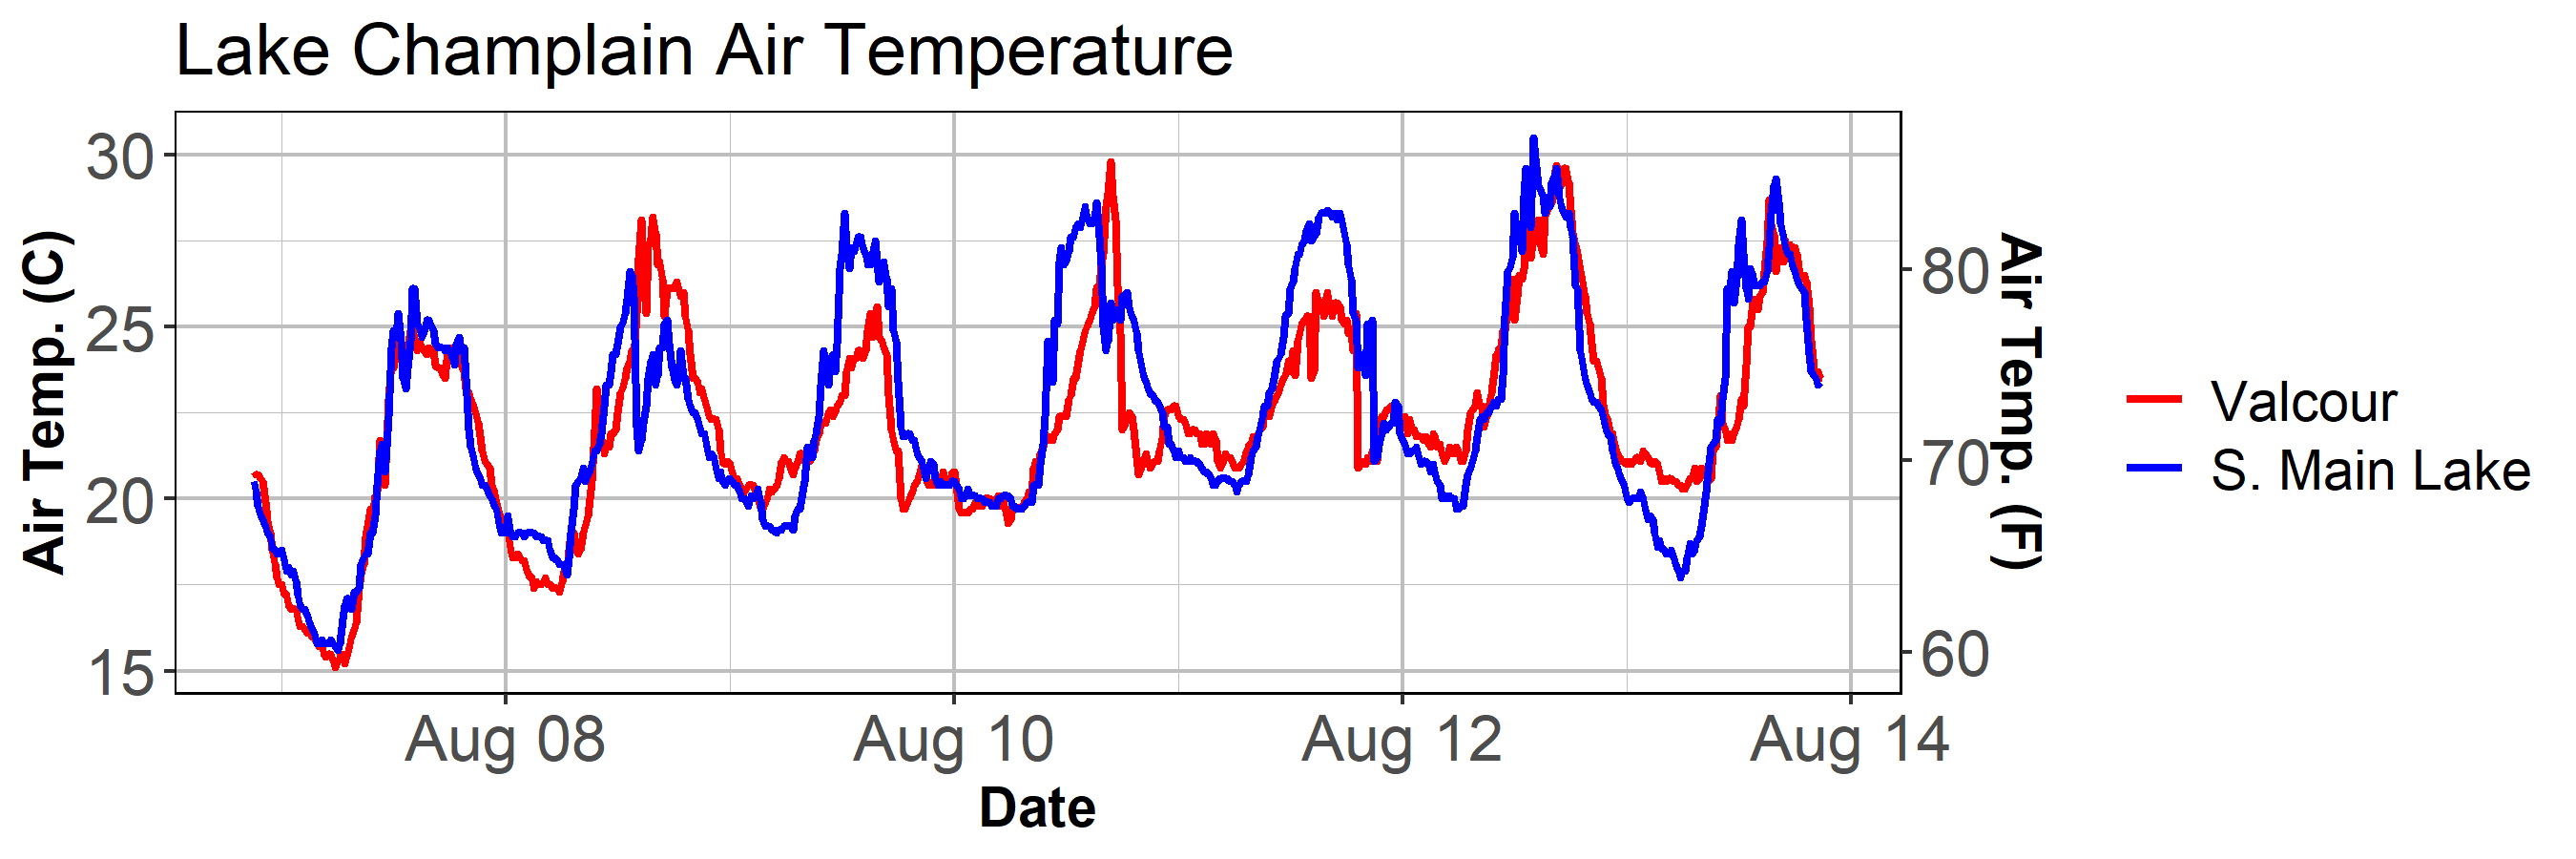 Lake Champlain Air Temperature
Air Temp. (C)
30
25
20
15
80
70
60
Air Temp. (F)
Aug 08
Aug 10
Aug 12
Aug 14
Date
Valcour
S. Main Lake